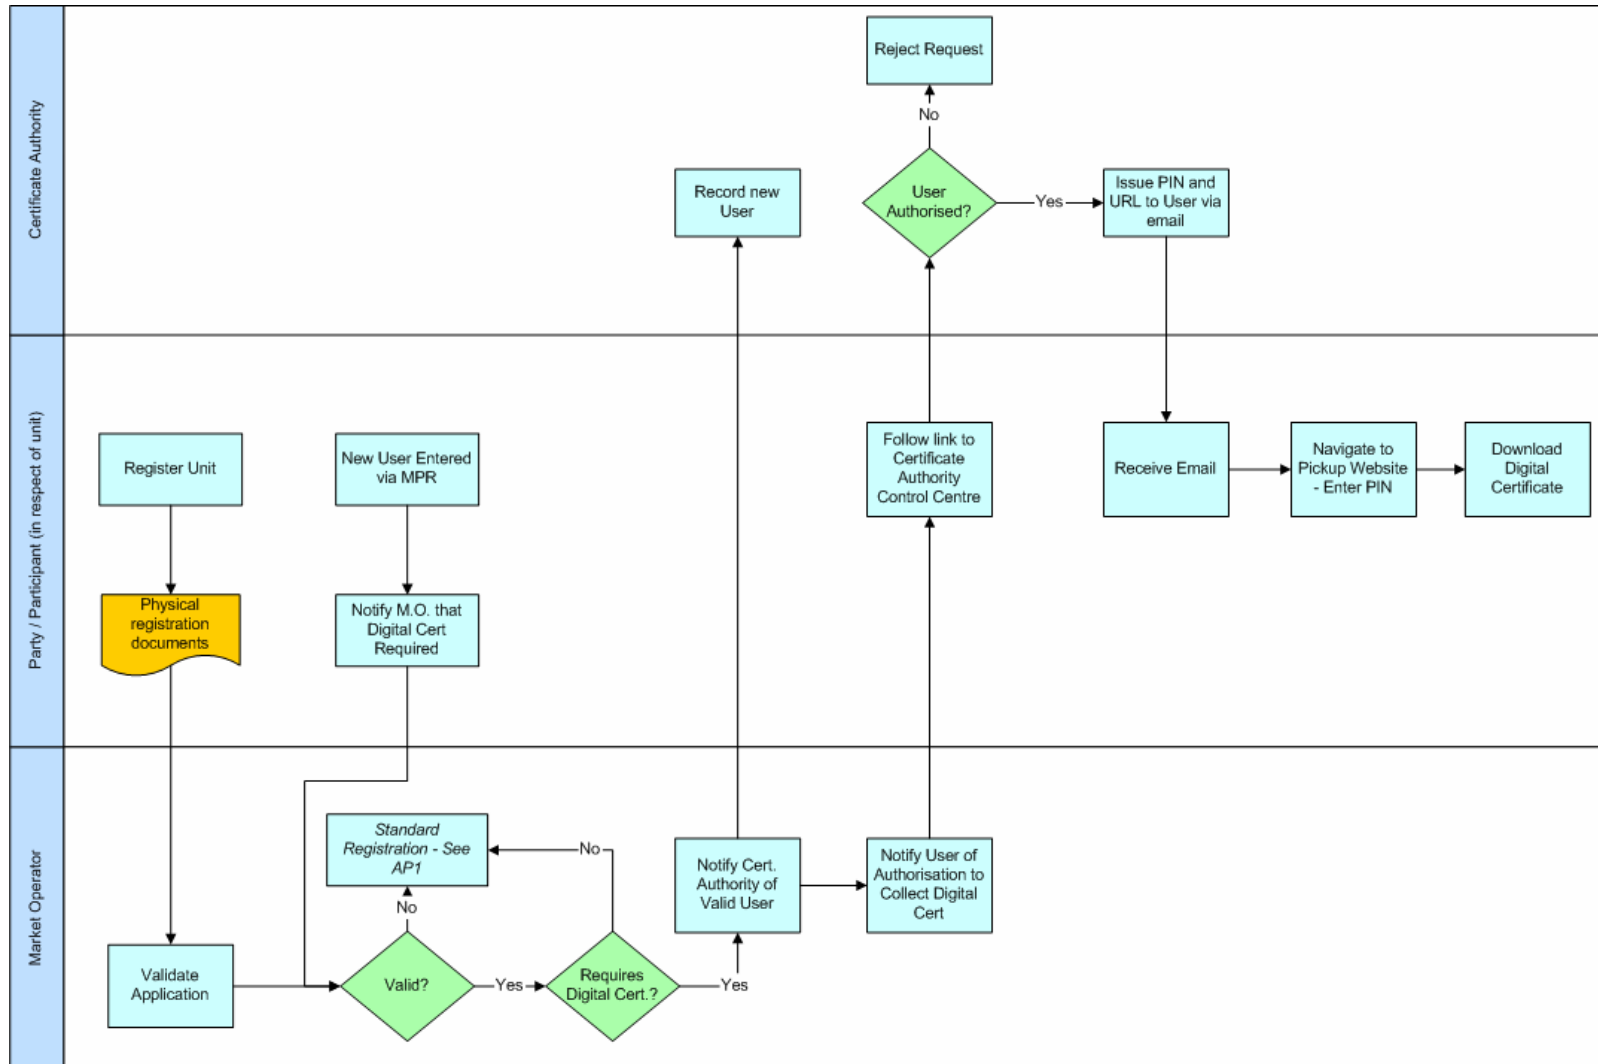 Certificate Authority
Reject Request
No
User
Authorised?
Yes
Issue PIN and
URL to User via
email
Record new
User
Party / Participant (in respect of unit)
Register Unit
New User Entered
via MPR
Follow link to
Certificate
Authority
Control Centre
Receive Email
Navigate to
Pickup Website
- Enter PIN
Download
Digital
Certificate
Physical
registration
documents
Notify M.O. that
Digital Cert
Required
Market Operator
Standard
Registration - See
AP1
No
No
Notify Cert.
Authority of
Valid User
Notify User of
Authorisation to
Collect Digital
Cert
Validate
Application
Valid?
Yes
Requires
Digital Cert.?
Yes